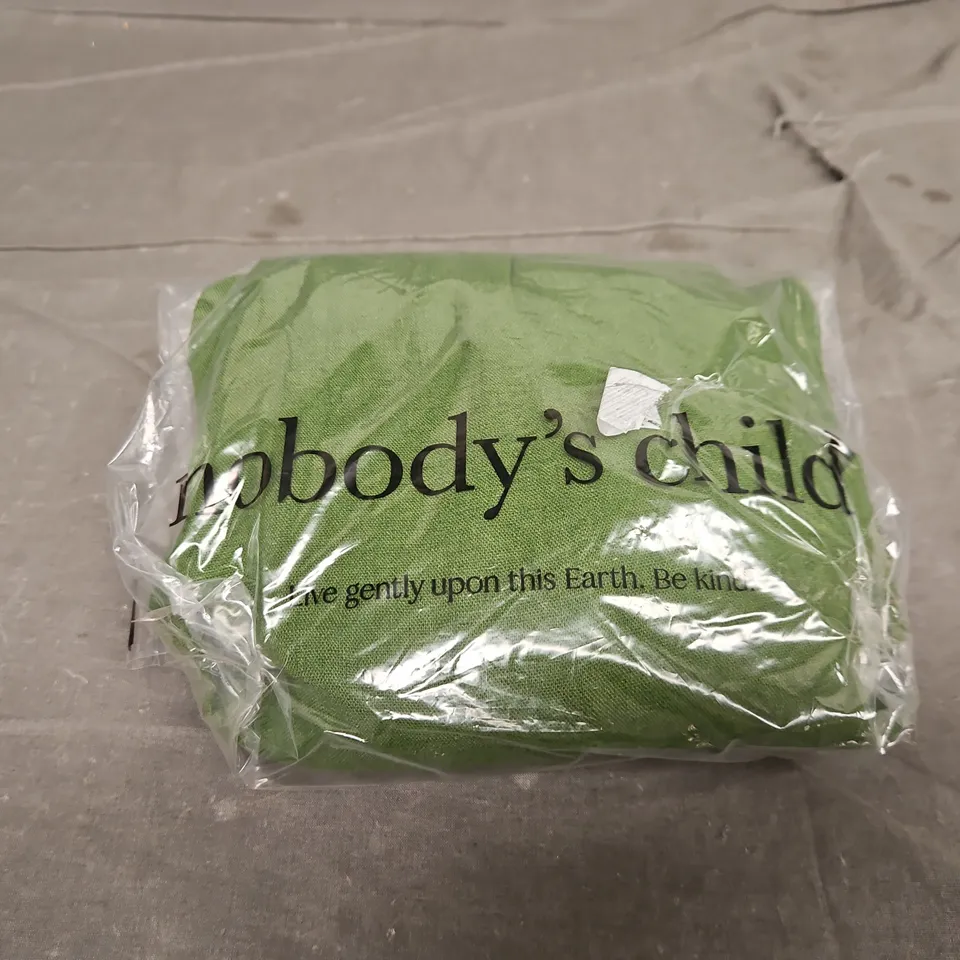 nobody's child
Live gently upon this Earth. Be kind.